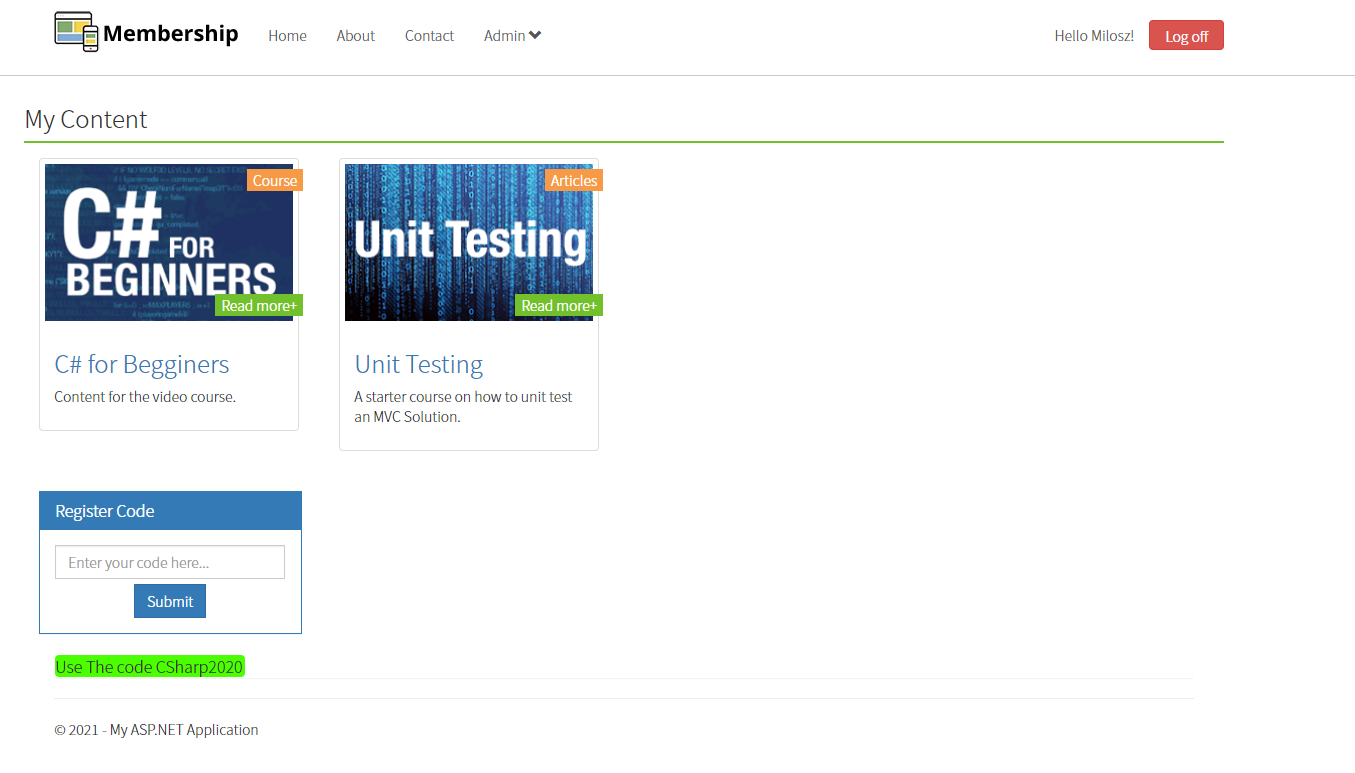 Membership Home About Contact Admin Hello Milosz! Log off
My Content
Course
C# FOR
BEGINNERS
Read more+
C# for Begginers
Content for the video course.
Articles
Unit Testing
Read more+
Unit Testing
A starter course on how to unit test
an MVC Solution.
Register Code
Enter your code here...
Submit
Use The code CSharp2020
© 2021 - My ASP.NET Application